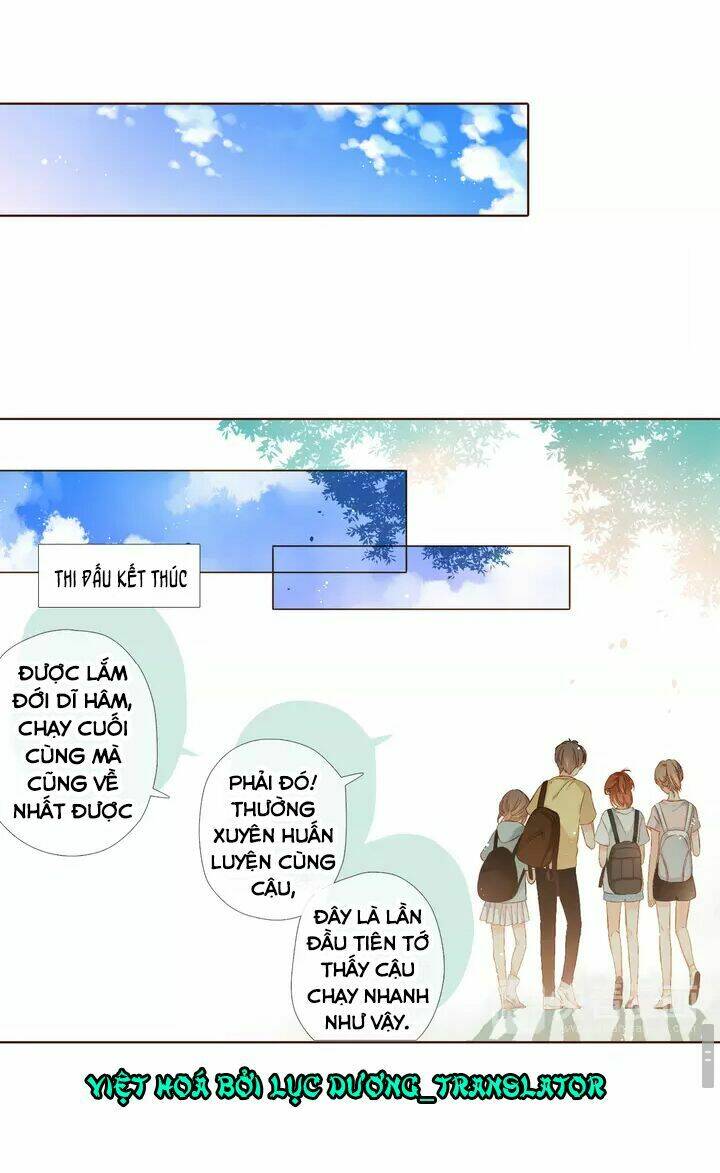 THI ĐẤU KẾT THÚC
ĐƯỢC LẮM
ĐỚI DĨ HÂM,
CHẠY CUỐI
CÙNG MÀ
CŨNG VỀ
NHẤT ĐƯỢC
PHẢI ĐÓ!
THƯỜNG
XUYÊN HUẤN
LUYỆN CÙNG
CẬU,
ĐÂY LÀ LẦN
ĐẦU TIÊN TỚ
THẤY CẬU
CHẠY NHANH
NHƯ VẬY.
VIỆT HOÁ BỞI LỤC DƯƠNG_TRANSLATOR